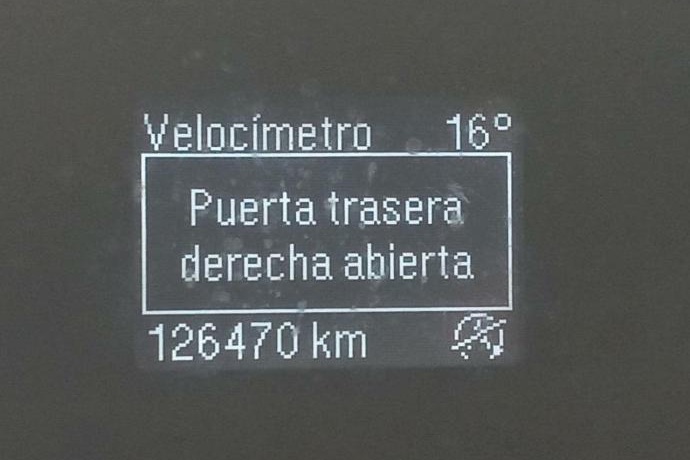 Velocímetro 16°
Puerta trasera
derecha abierta
126470 km